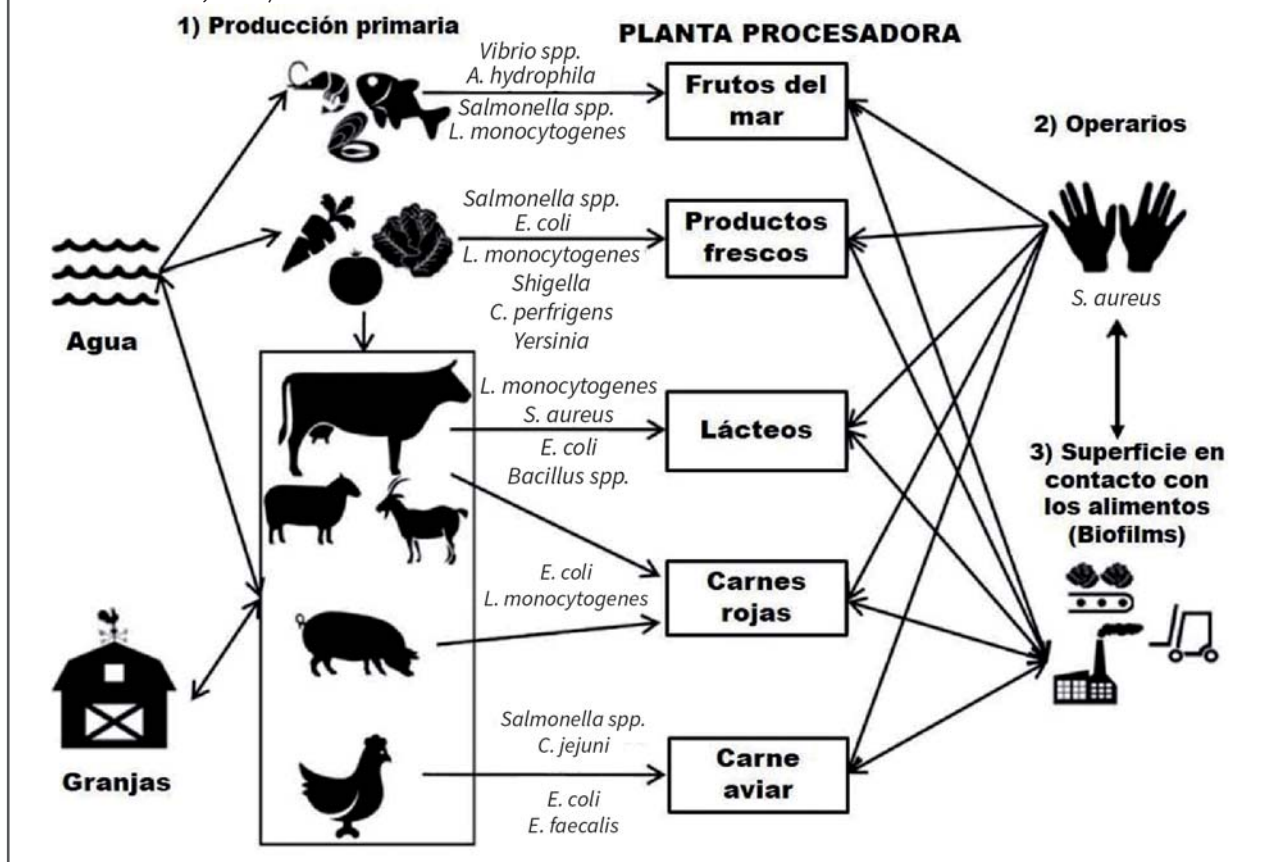 1) Producción primaria
PLANTA PROCESADORA
Vibrio spp.
A. hydrophila
Salmonella spp.
L. monocytogenes
Frutos del
mar
2) Operarios
Salmonella spp.
E. coli
L. monocytogenes
Shigella
C. perfrigens
Yersinia
Productos
frescos
S. aureus
Agua
L. monocytogenes
S. aureus
E. coli
Bacillus spp.
Lácteos
3) Superficie en
contacto con
los alimentos
(Biofilms)
E. coli
L. monocytogenes
Carnes
rojas
Granjas
Salmonella spp.
C. jejuni
E. coli
E. faecalis
Carne
aviar